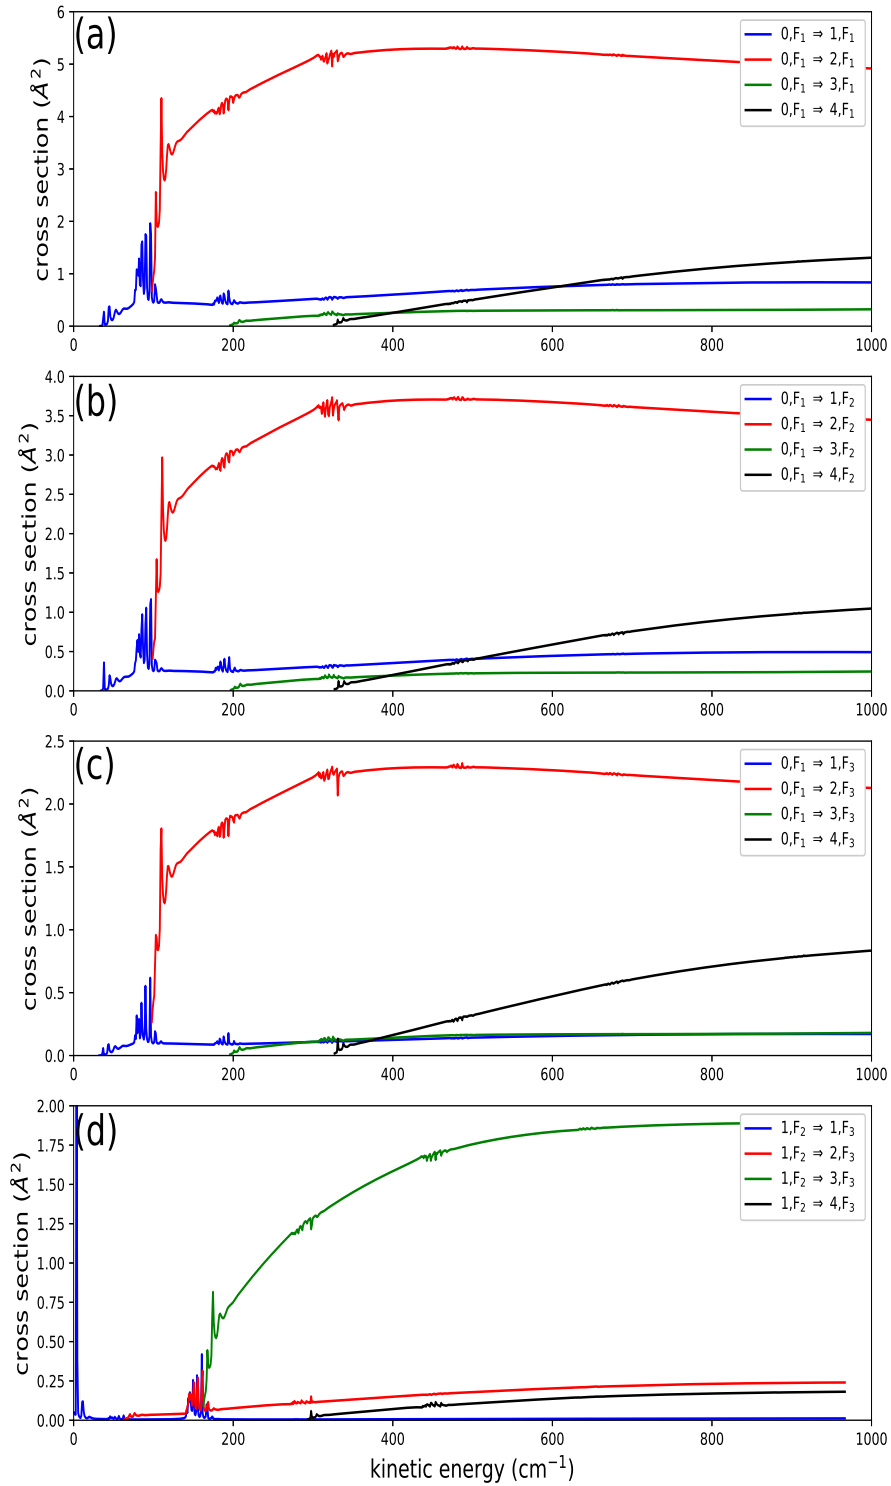 (a)
6
5
4
3
2
1
0
cross section (Å²)
0,F₁ ⇒ 1,F₁
0,F₁ ⇒ 2,F₁
0,F₁ ⇒ 3,F₁
0,F₁ ⇒ 4,F₁
0 200 400 600 800 1000
(b)
4.0
3.5
3.0
2.5
2.0
1.5
1.0
0.5
0.0
cross section (Å²)
0,F₁ ⇒ 1,F₂
0,F₁ ⇒ 2,F₂
0,F₁ ⇒ 3,F₂
0,F₁ ⇒ 4,F₂
0 200 400 600 800 1000
(c)
2.5
2.0
1.5
1.0
0.5
0.0
cross section (Å²)
0,F₁ ⇒ 1,F₃
0,F₁ ⇒ 2,F₃
0,F₁ ⇒ 3,F₃
0,F₁ ⇒ 4,F₃
0 200 400 600 800 1000
(d)
2.00
1.75
1.50
1.25
1.00
0.75
0.50
0.25
0.00
cross section (Å²)
1,F₂ ⇒ 1,F₃
1,F₂ ⇒ 2,F₃
1,F₂ ⇒ 3,F₃
1,F₂ ⇒ 4,F₃
0 200 400 600 800 1000
kinetic energy (cm⁻¹)